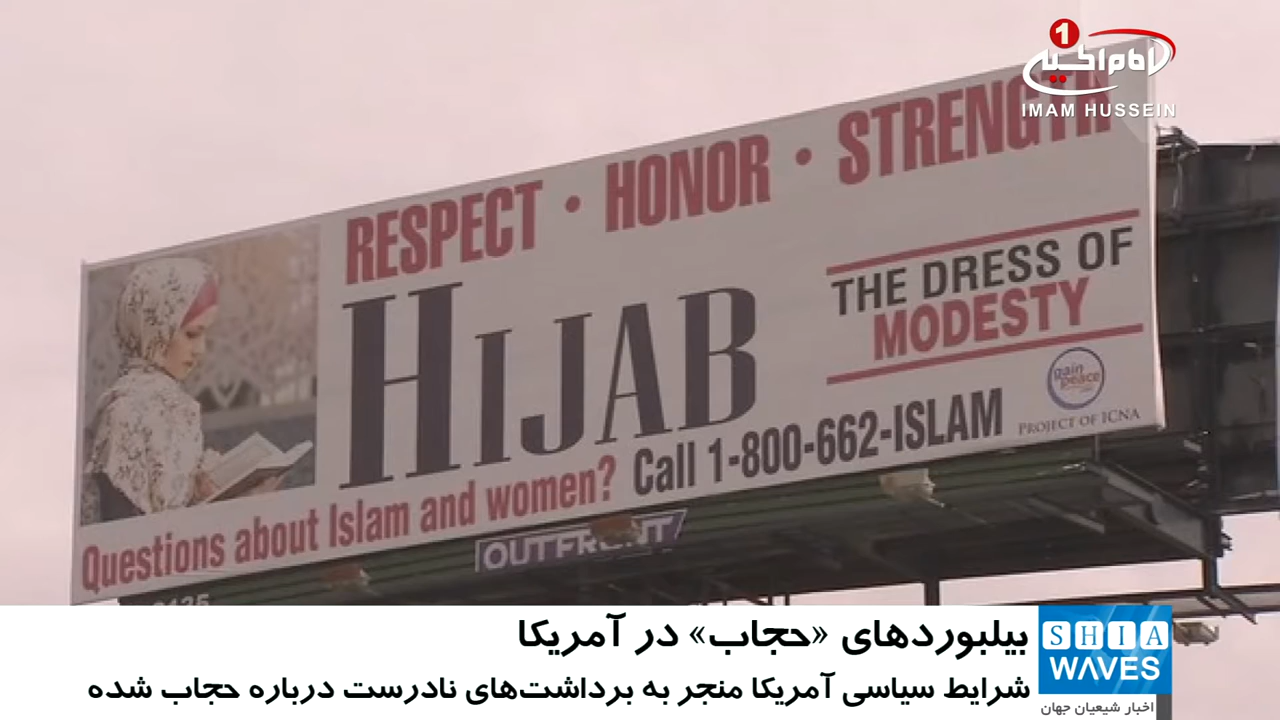 1
امام الحسین
IMAM HUSSEIN
RESPECT • HONOR • STRENGTH
HIJAB
THE DRESS OF
MODESTY
gain
peace
PROJECT OF ICNA
Questions about Islam and women? Call 1-800-662-ISLAM
OUTFRONT
بیلبوردهای «حجاب» در آمریکا
شرایط سیاسی آمریکا منجر به برداشت‌های نادرست درباره حجاب شده
SHIA
WAVES
اخبار شیعیان جهان